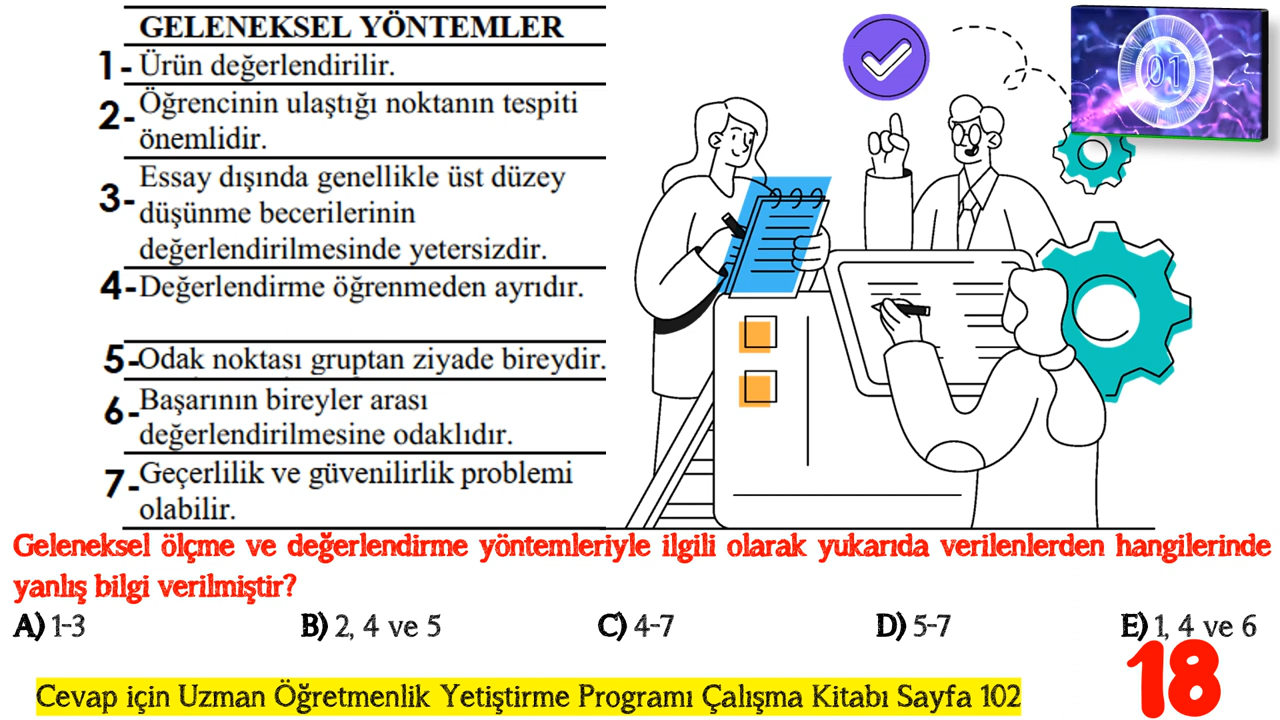 GELENEKSEL YÖNTEMLER
1- Ürün değerlendirilir.
2- Öğrencinin ulaştığı noktanın tespiti
önemlidir.
3- Essay dışında genellikle üst düzey
düşünme becerilerinin
değerlendirilmesinde yetersizdir.
4- Değerlendirme öğrenmeden ayrıdır.
5- Odak noktası gruptan ziyade bireydir.
6- Başarının bireyler arası
değerlendirilmesine odaklıdır.
7- Geçerlilik ve güvenilirlik problemi
olabilir.
01
Geleneksel ölçme ve değerlendirme yöntemleriyle ilgili olarak yukarıda verilenlerden hangilerinde
yanlış bilgi verilmiştir?
A) 1-3 B) 2, 4 ve 5 C) 4-7 D) 5-7 E) 1, 4 ve 6
Cevap için Uzman Öğretmenlik Yetiştirme Programı Çalışma Kitabı Sayfa 102
18